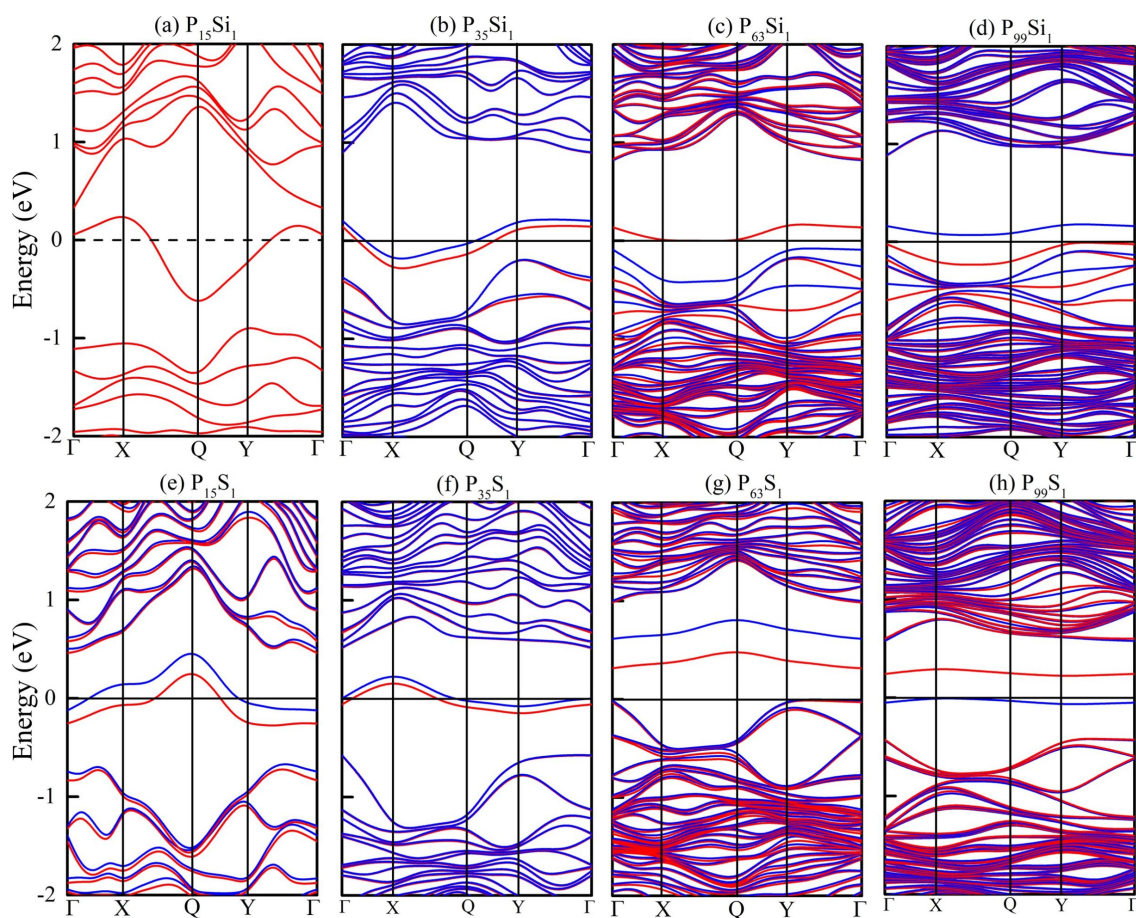 (a) P₁₅Si₁
(b) P₃₅Si₁
(c) P₆₃Si₁
(d) P₉₉Si₁
2
1
0
-1
-2
Energy (eV)
Γ X Q Y Γ
Γ X Q Y Γ
Γ X Q Y Γ
Γ X Q Y Γ
(e) P₁₅S₁
(f) P₃₅S₁
(g) P₆₃S₁
(h) P₉₉S₁
2
1
0
-1
-2
Energy (eV)
Γ X Q Y Γ
Γ X Q Y Γ
Γ X Q Y Γ
Γ X Q Y Γ